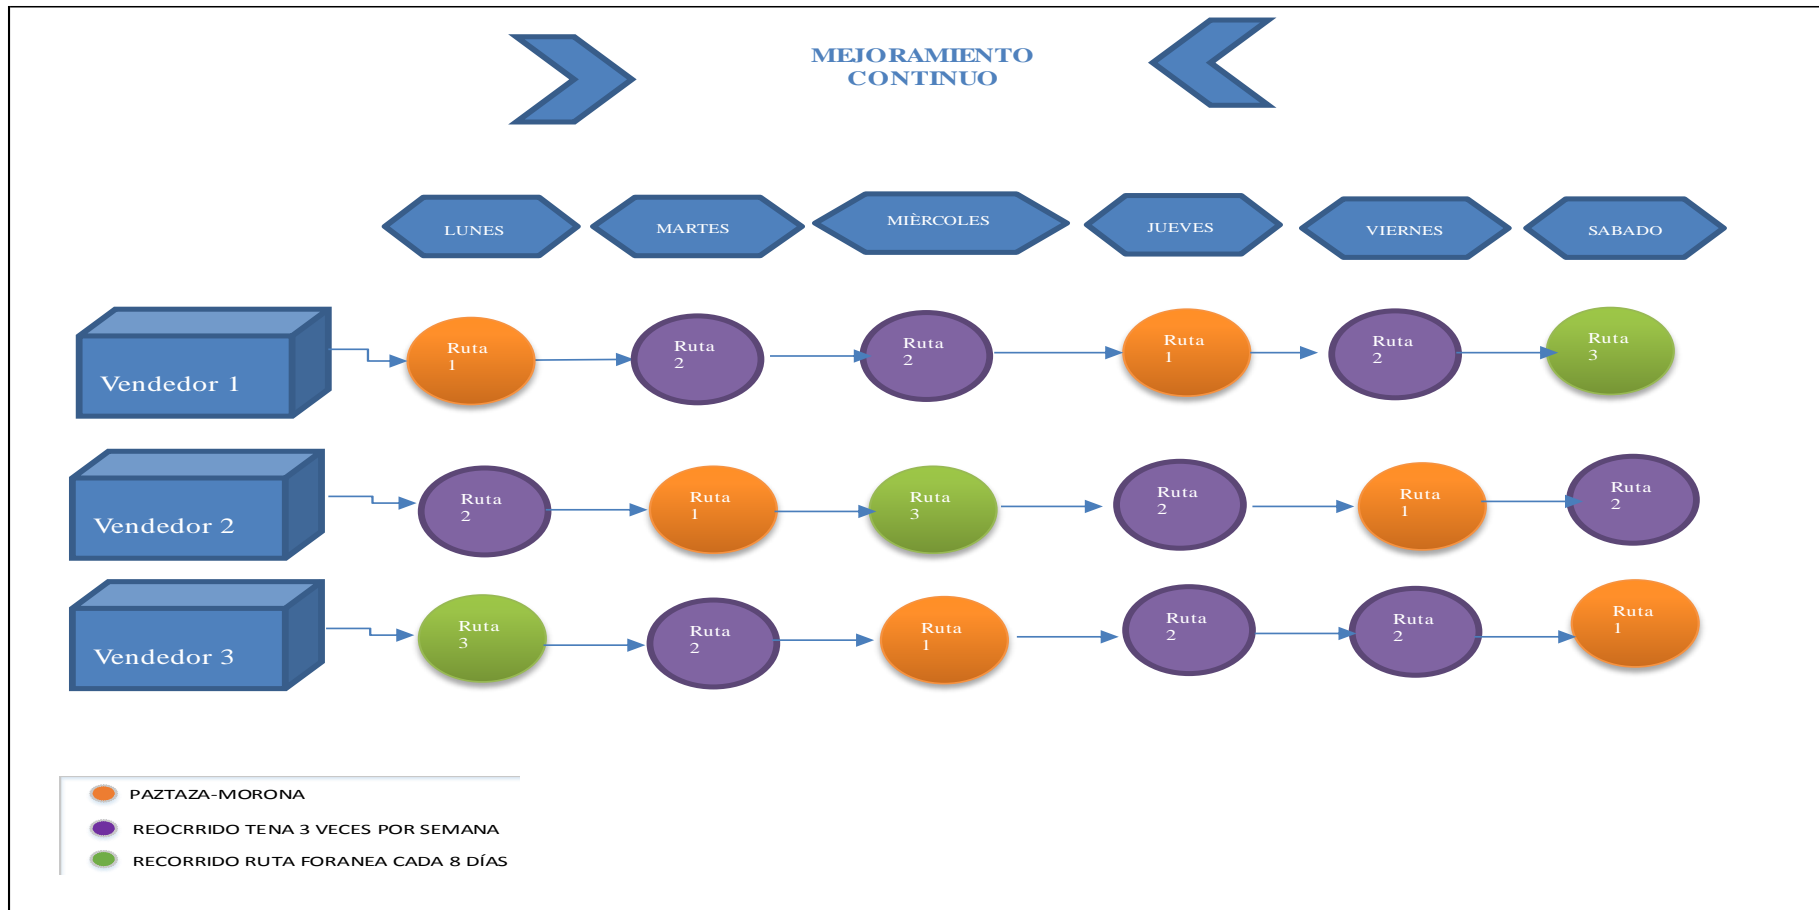 MEJORAMIENTO
CONTINUO
LUNES
MARTES
MIÈRCOLES
JUEVES
VIERNES
SABADO
Vendedor 1
Ruta
1
Ruta
2
Ruta
2
Ruta
1
Ruta
2
Ruta
3
Vendedor 2
Ruta
2
Ruta
1
Ruta
3
Ruta
2
Ruta
1
Ruta
2
Vendedor 3
Ruta
3
Ruta
2
Ruta
1
Ruta
2
Ruta
2
Ruta
1
PAZTAZA-MORONA
REOCRRIDO TENA 3 VECES POR SEMANA
RECORRIDO RUTA FORANEA CADA 8 DÍAS